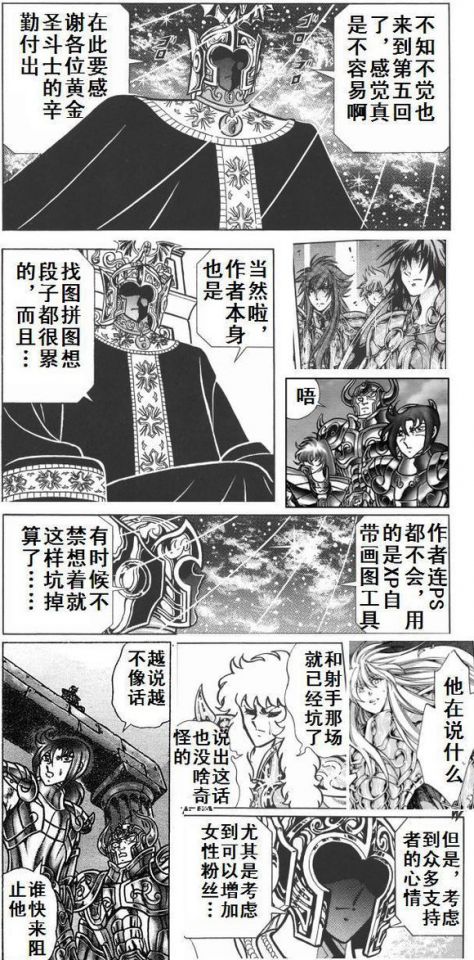 不知不觉也
来到第五回
了，感觉真
是不容易啊
在此要感
谢各位黄金
圣斗士的辛
勤付出
当然啦，
作者本身
也是
找图拼图想
段子都很累
的，而且…
唔
作者连PS
都不会，用
的是XP自
带画图工具
有时候不
禁想着就
这样坑掉
算了……
他在说什么
和射手那场
就已经坑了
说出这话
也没啥奇
怪的
越说越
不像话
谁快来阻
止他
但是，考虑
到众多支持
者的心情
尤其是考虑
到可以增加
女性粉丝…